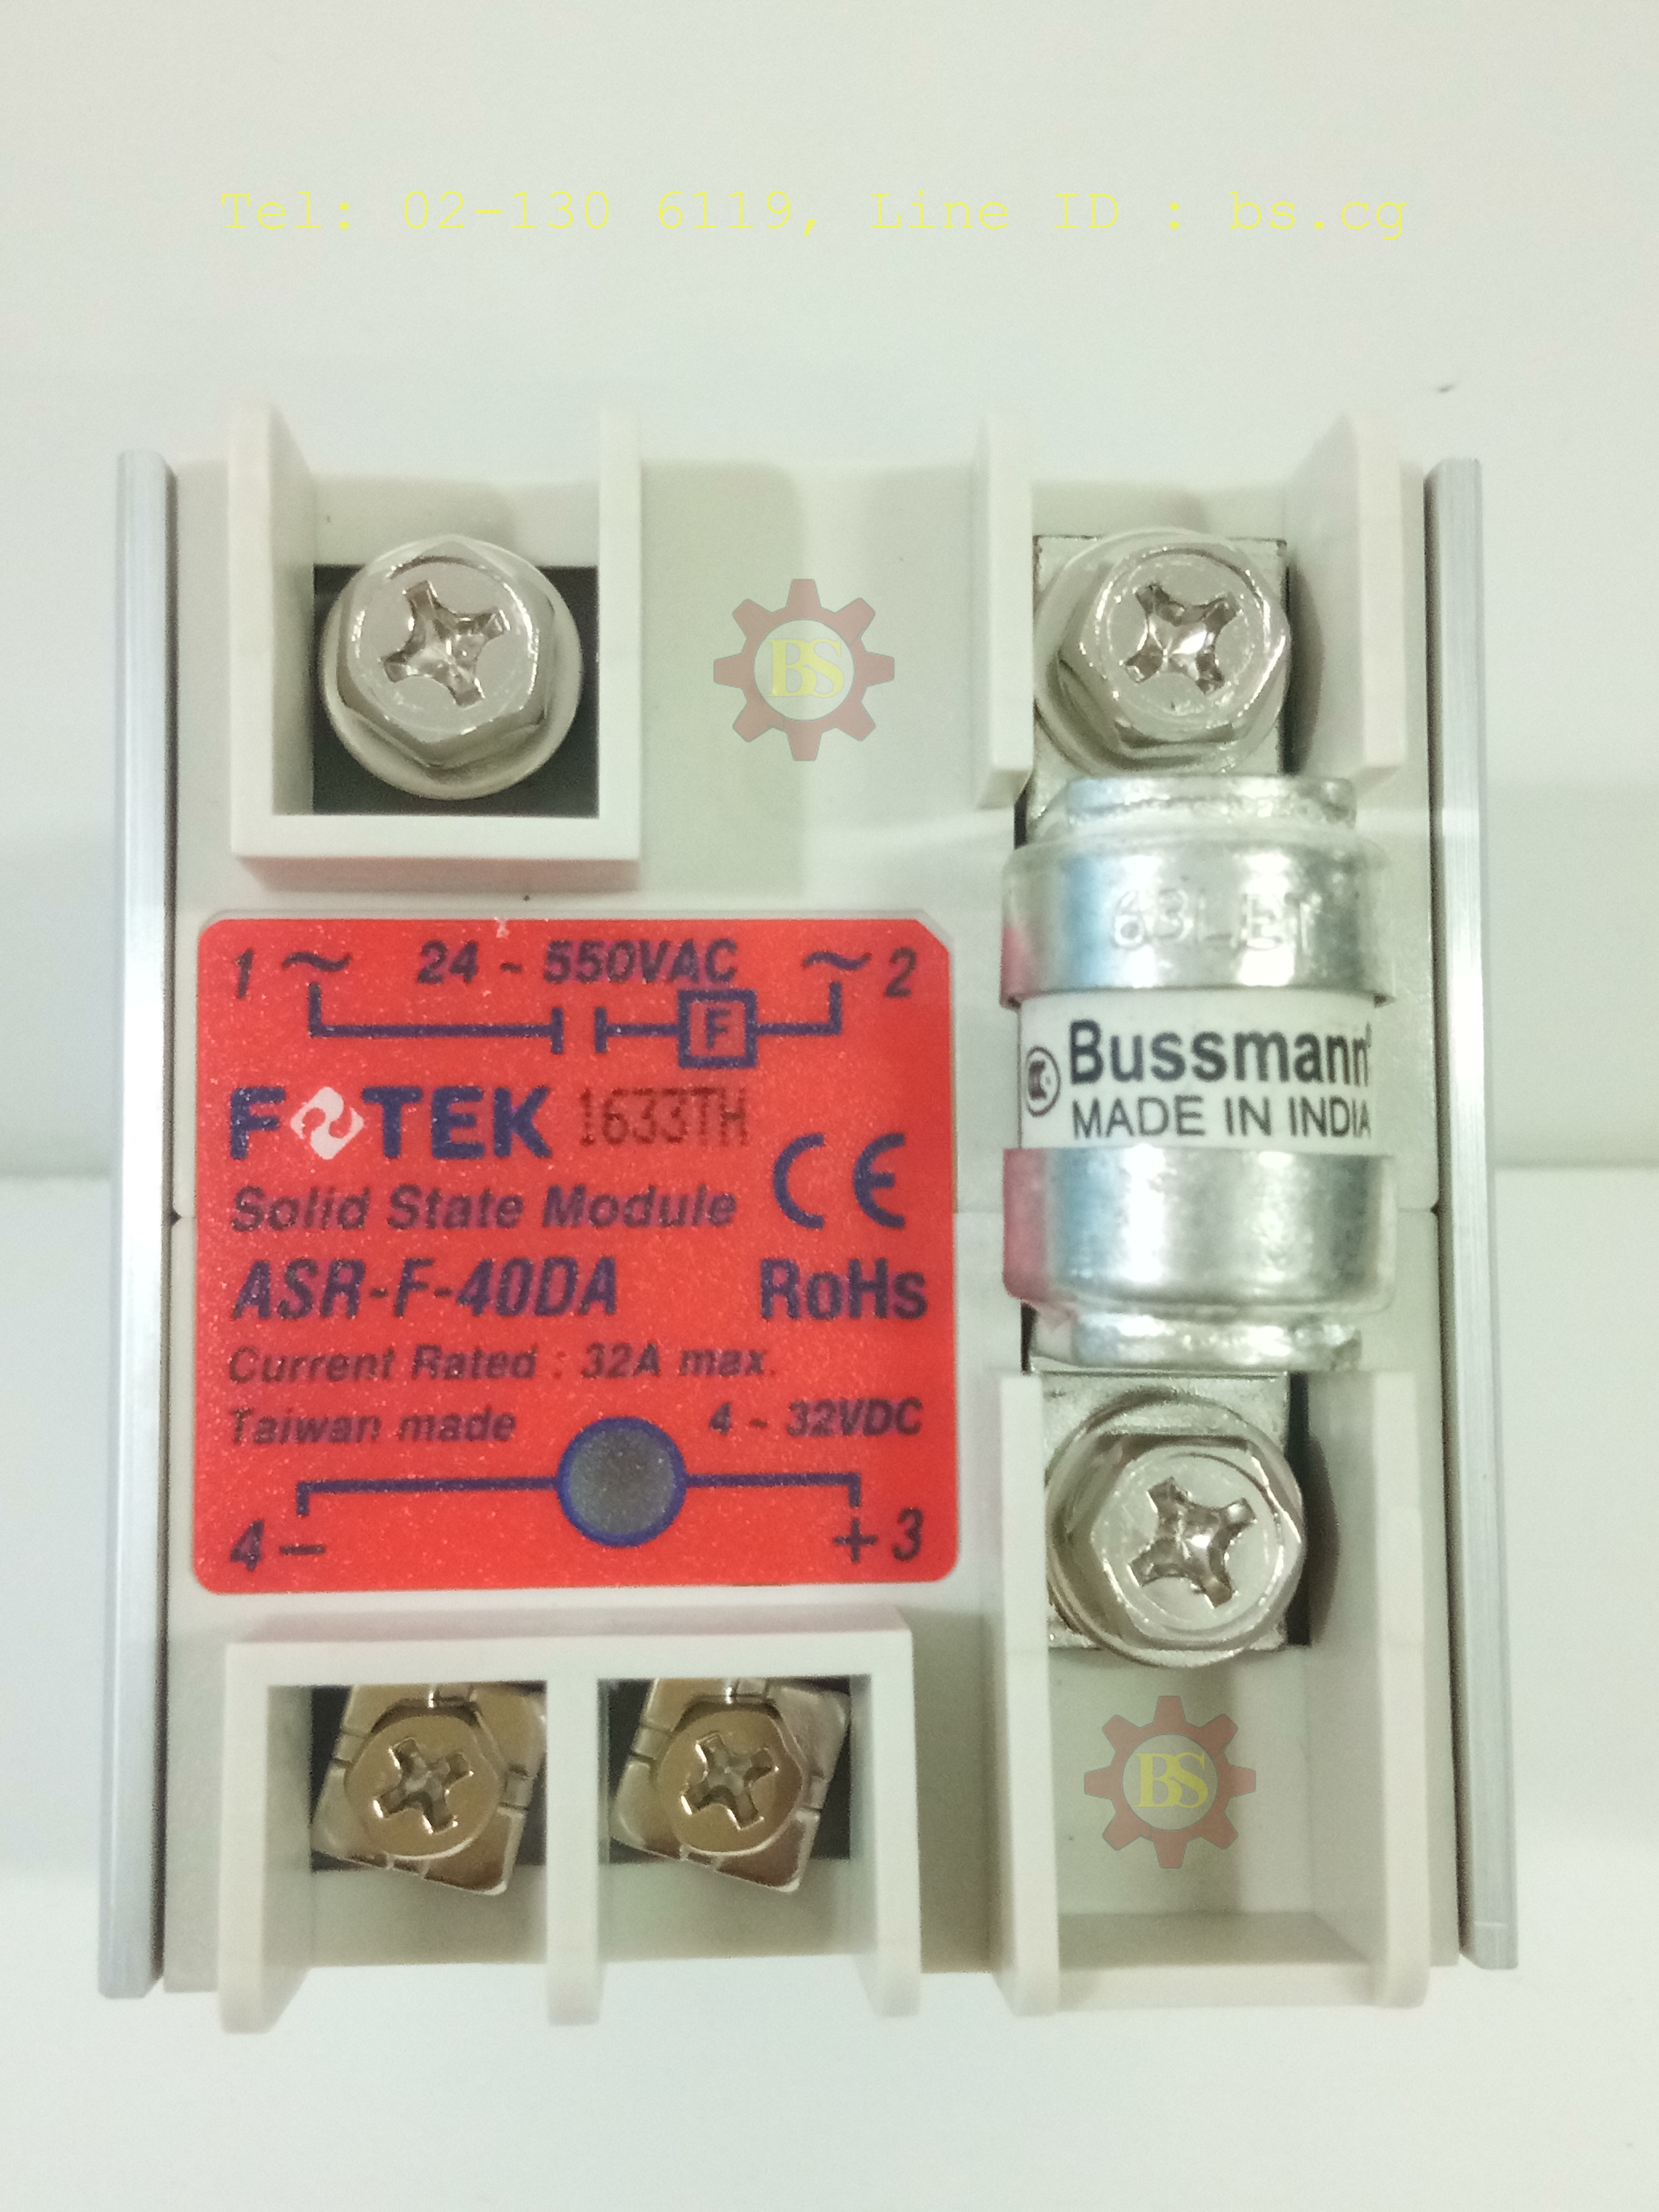 Tel: 02-130 6119, Line ID : bs.cg
BS
63LET
1 ~ 24 ~ 550VAC ~ 2
F
FOTEK 1633TH
CE
Solid State Module
ASR-F-40DA RoHs
Current Rated : 32A max.
Taiwan made 4 ~ 32VDC
4 - + 3
Bussmann
MADE IN INDIA
BS